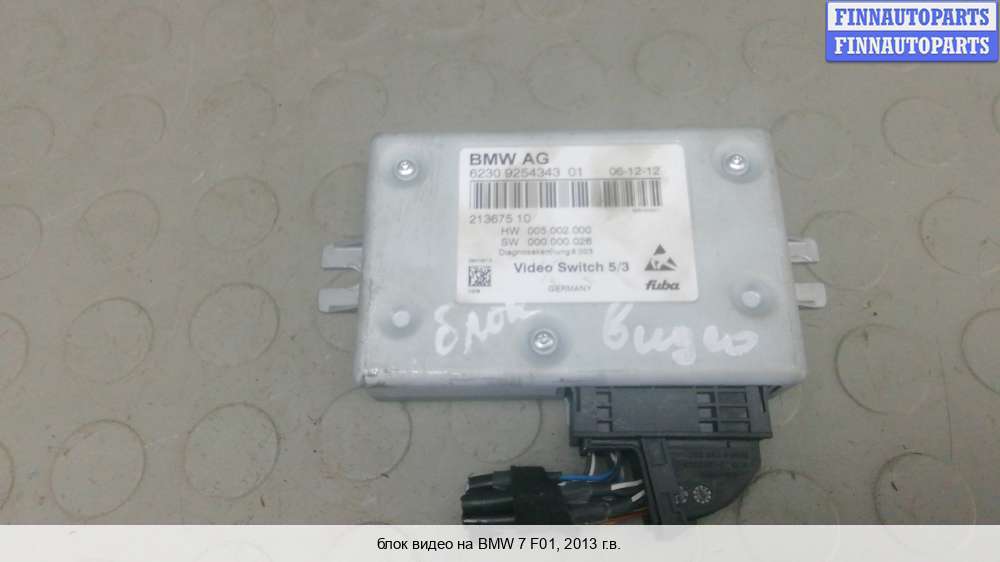 FINNAUTOPARTS
FINNAUTOPARTS
BMW AG
6230 9254343 01 06-12-12
213675 10
HW 005.002.000
SW 000.000.026
Video Switch 5/3
GERMANY
fuba
блок видео
блок видео на BMW 7 F01, 2013 г.в.